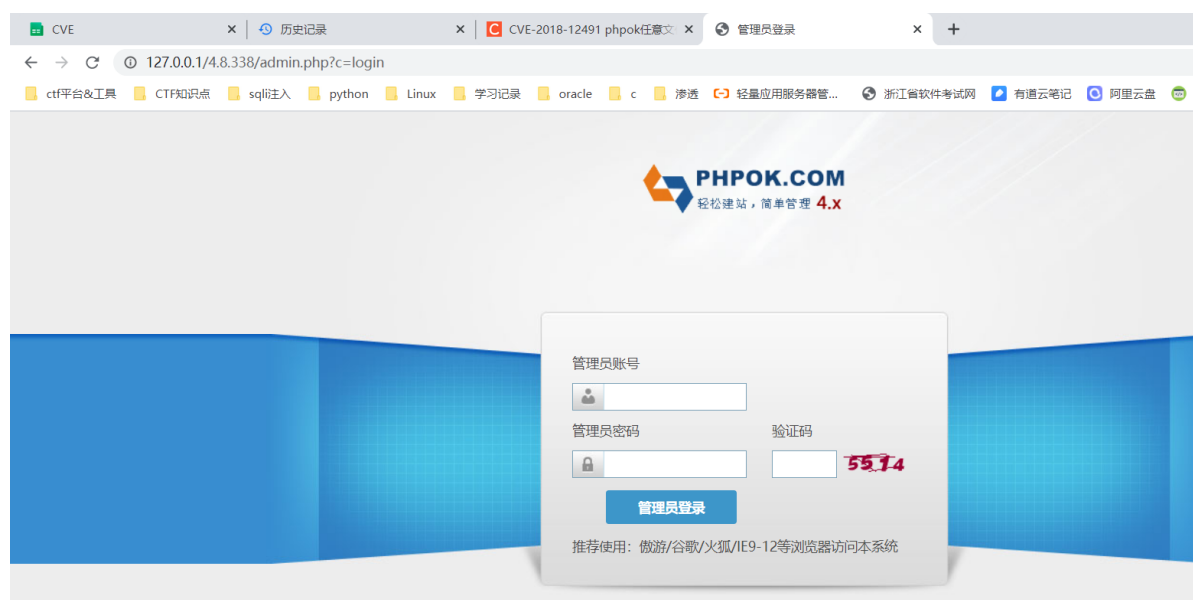 CVE
历史记录
CVE-2018-12491 phpok任意文
管理员登录
127.0.0.1/4.8.338/admin.php?c=login
ctf平台&工具 CTF知识点 sqli注入 python Linux 学习记录 oracle c 渗透 轻量应用服务器管... 浙江省软件考试网 有道云笔记 阿里云盘
PHPOK.COM
轻松建站，简单管理 4.x
管理员账号
管理员密码 验证码
5514
管理员登录
推荐使用：傲游/谷歌/火狐/IE9-12等浏览器访问本系统